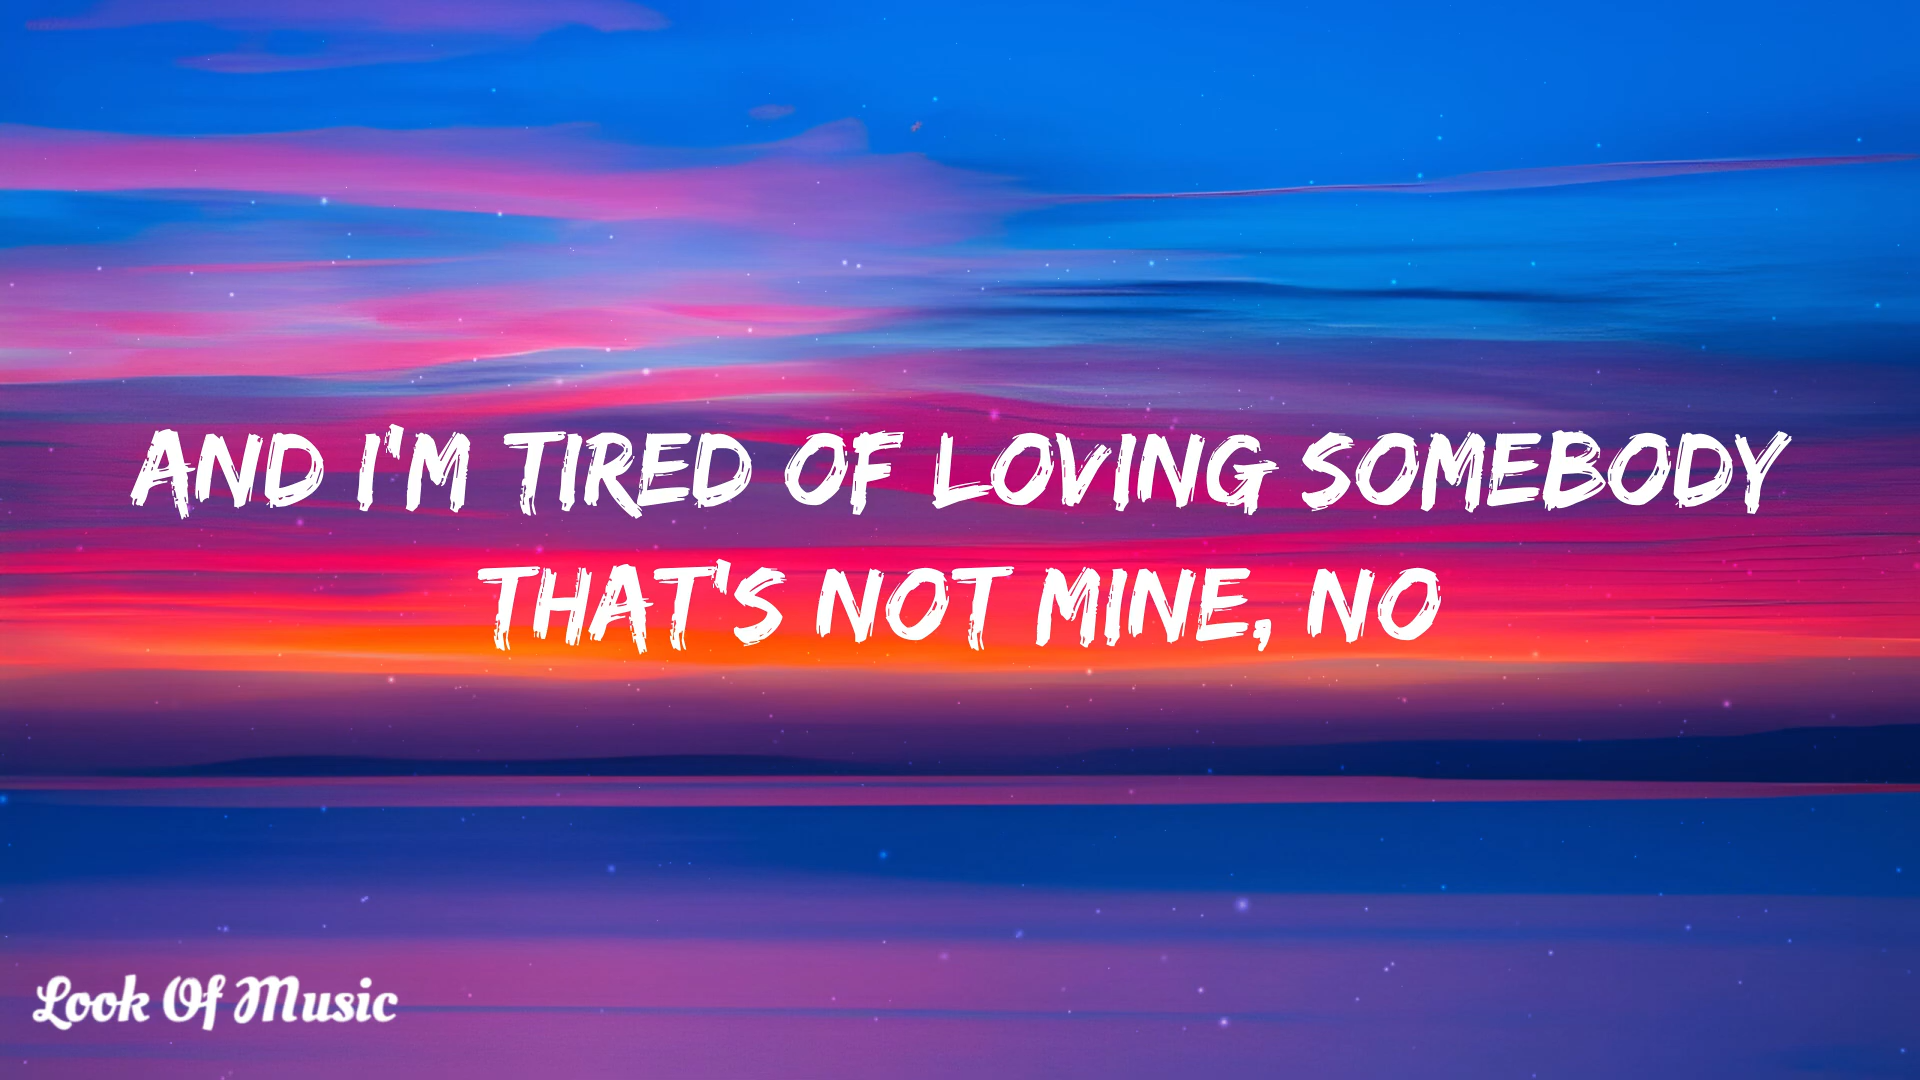 AND I'M TIRED OF LOVING SOMEBODY
THAT'S NOT MINE, NO
Look Of Music